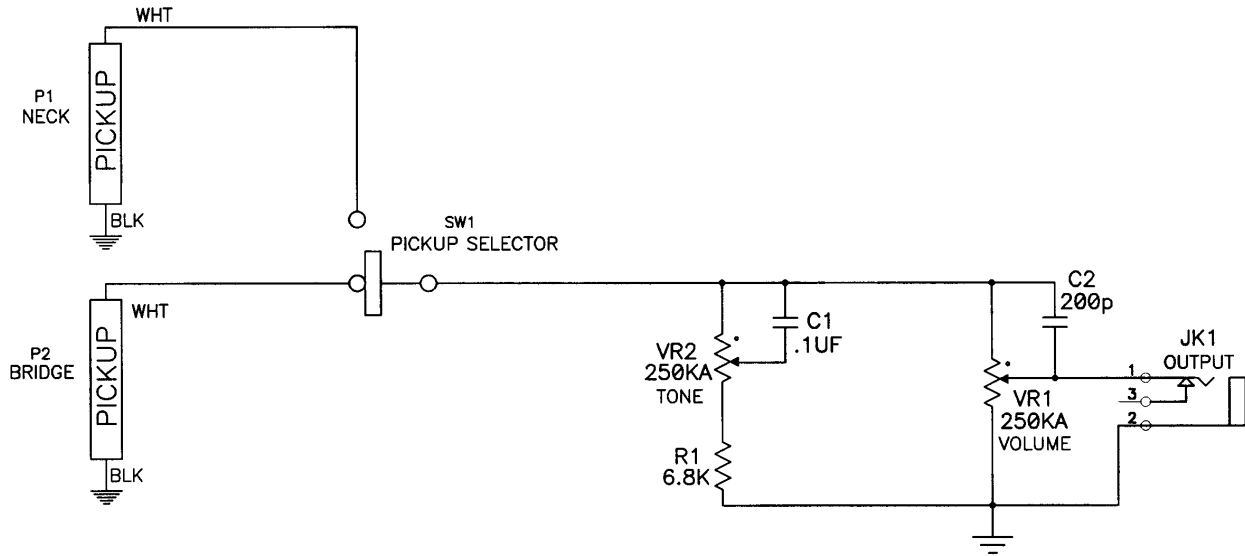 WHT
P1
NECK
PICKUP
BLK
SW1
PICKUP SELECTOR
WHT
P2
BRIDGE
PICKUP
BLK
VR2
250KA
TONE
C1
.1UF
R1
6.8K
C2
200p
VR1
250KA
VOLUME
JK1
OUTPUT
1
3
2